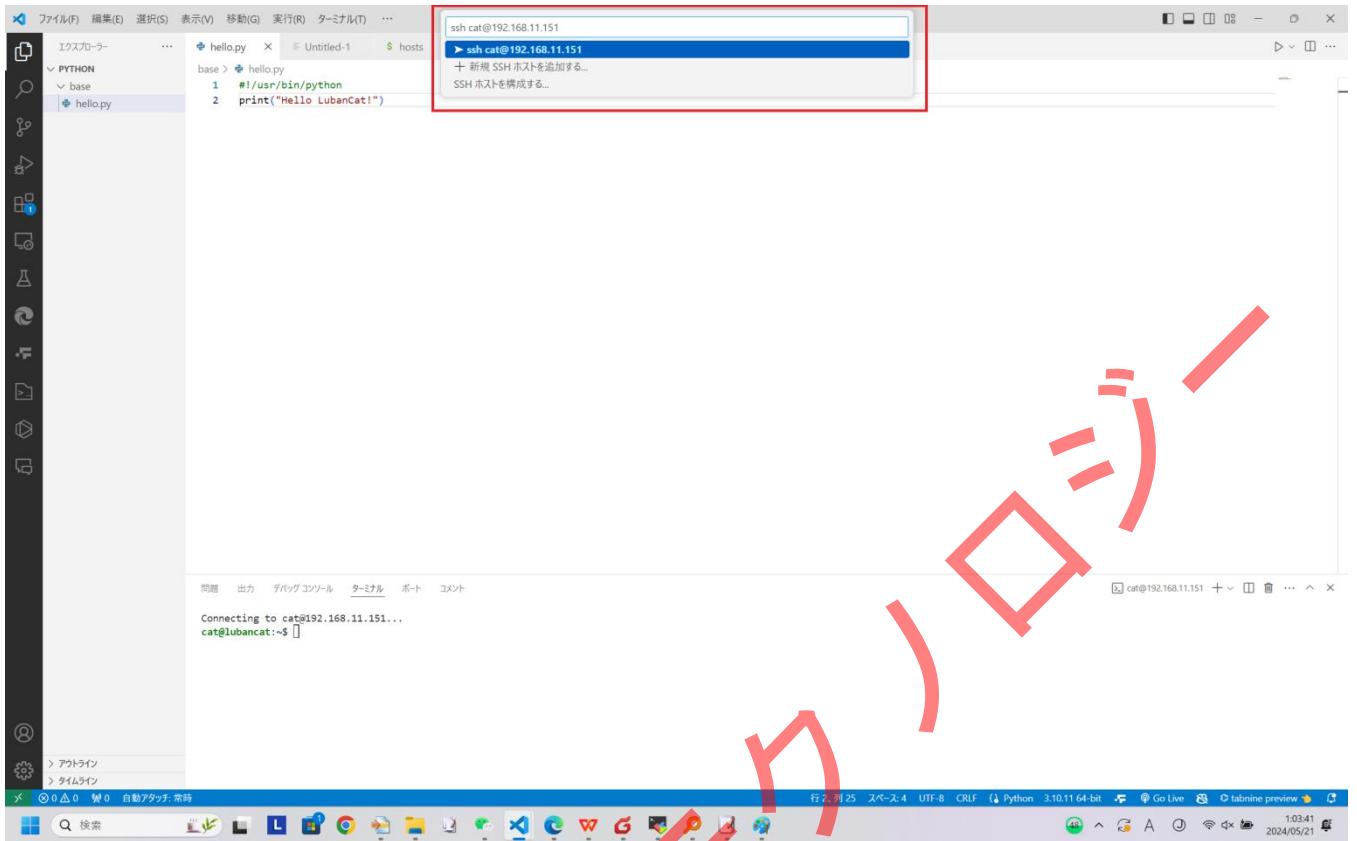 ファイル(F) 編集(E) 選択(S) 表示(V) 移動(G) 実行(R) ターミナル(T) …
ssh cat@192.168.11.151
ssh cat@192.168.11.151
新規 SSH ホストを追加する...
SSH ホストを構成する...
エクスプローラー
hello.py
Untitled-1
$ hosts
PYTHON
base
hello.py
base > hello.py
1 #!/usr/bin/python
2 print("Hello LubanCat!")
1
問題 出力 デバッグ コンソール ターミナル ポート コメント
cat@192.168.11.151
Connecting to cat@192.168.11.151...
cat@lubancat:~$
アウトライン
タイムライン
0 0 0 自動アタッチ: 常時
行 2、列 25 スペース: 4 UTF-8 CRLF Python 3.10.11 64-bit Go Live tabnine preview
検索
48
A
1:03:41
2024/05/21
クノロジー